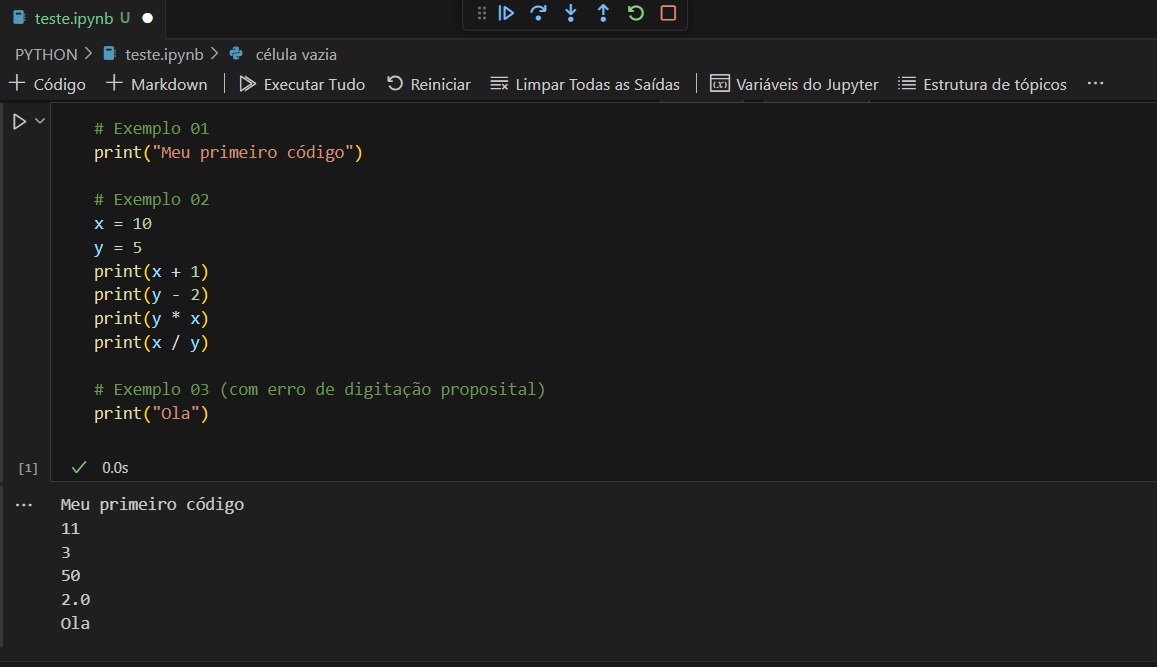 teste.ipynb U
PYTHON > teste.ipynb > célula vazia
+ Código + Markdown | Executar Tudo Reiniciar Limpar Todas as Saídas | Variáveis do Jupyter Estrutura de tópicos ...
# Exemplo 01
print("Meu primeiro código")
# Exemplo 02
x = 10
y = 5
print(x + 1)
print(y - 2)
print(y * x)
print(x / y)
# Exemplo 03 (com erro de digitação proposital)
print("Ola")
[1] ✓ 0.0s
... Meu primeiro código
11
3
50
2.0
Ola